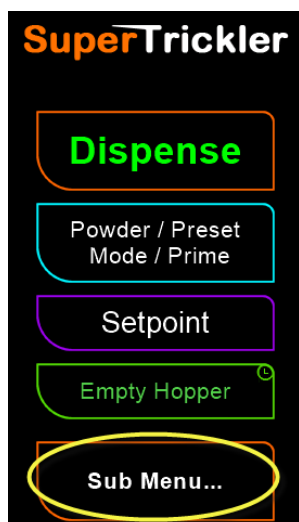 SuperTrickler
Dispense
Powder / Preset
Mode / Prime
Setpoint
Empty Hopper
Sub Menu...